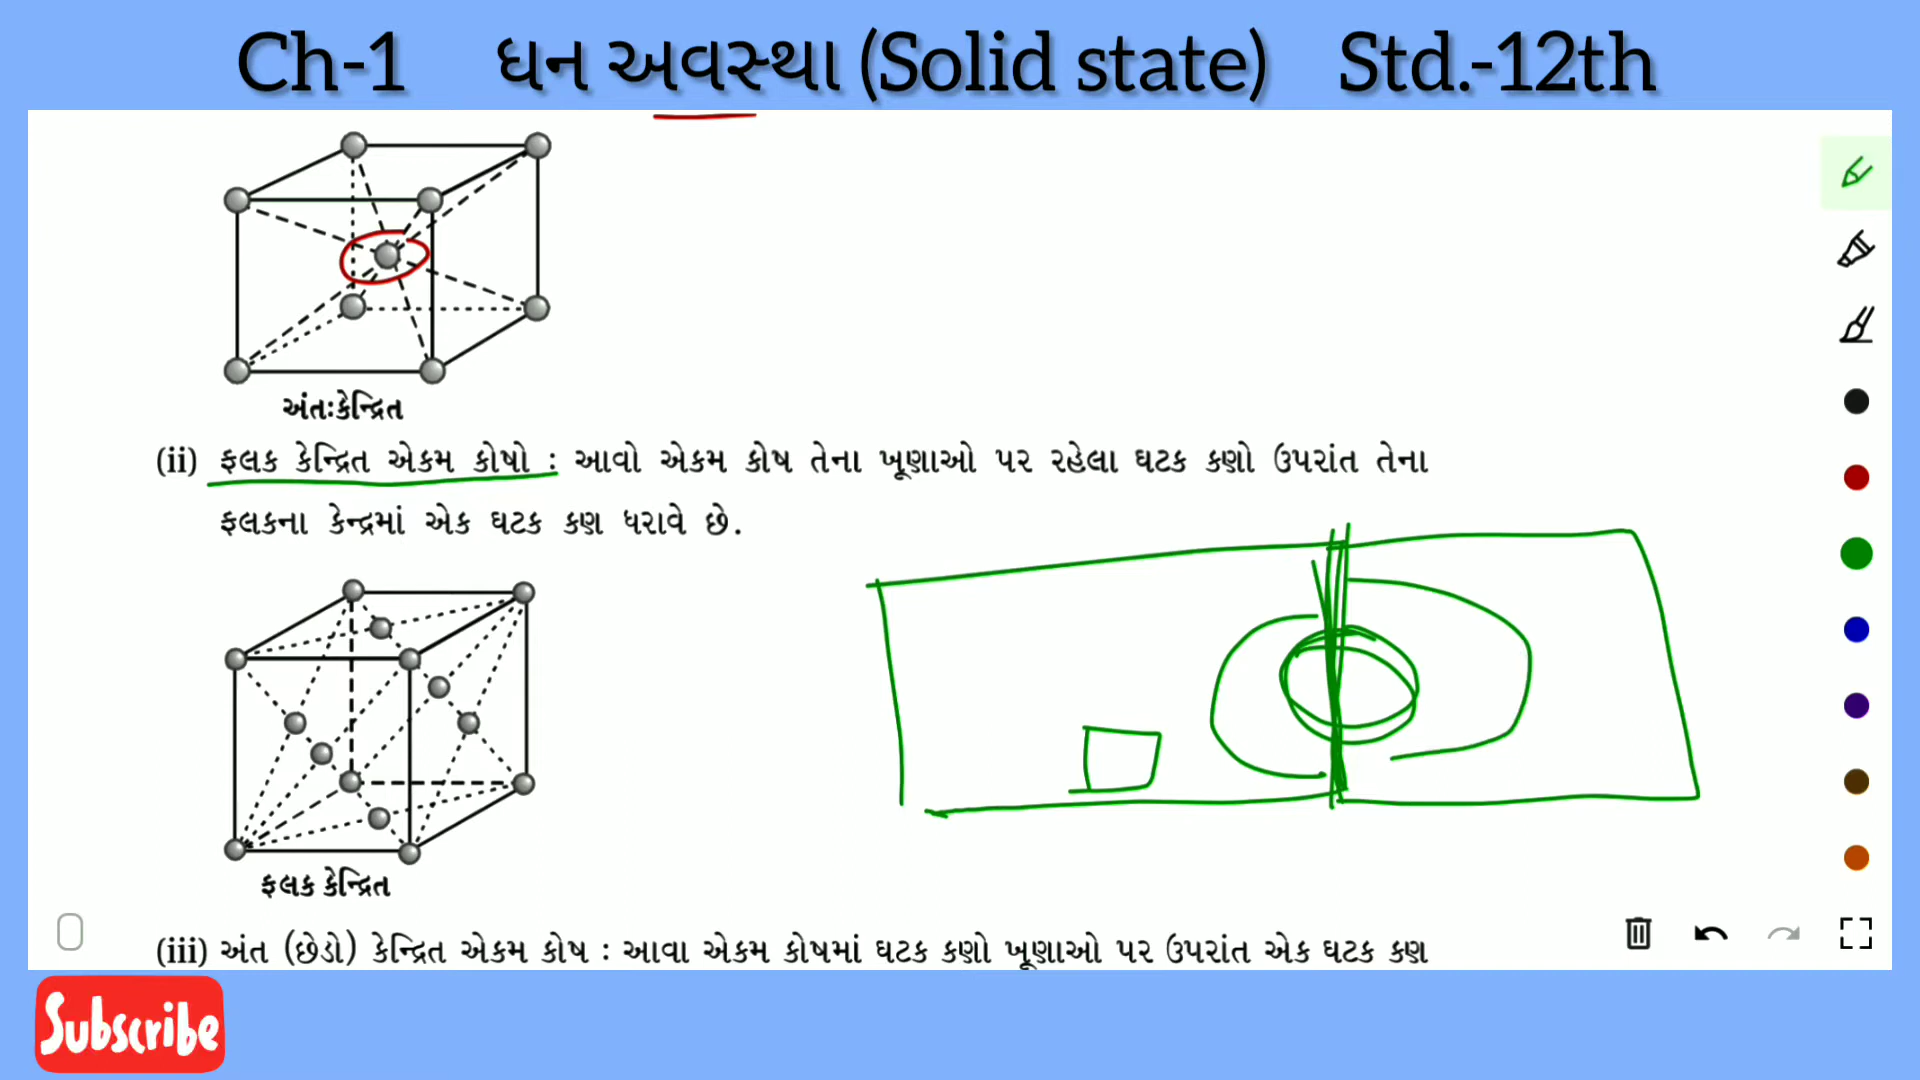 Ch-1 ઘન અવસ્થા (Solid state) Std.-12th
અંતઃકેન્દ્રિત
(ii) ફલક કેન્દ્રિત એકમ કોષો : આવો એકમ કોષ તેના ખૂણાઓ પર રહેલા ઘટક કણો ઉપરાંત તેના
ફલકના કેન્દ્રમાં એક ઘટક કણ ધરાવે છે.
ફલક કેન્દ્રિત
(iii) અંત (છેડો) કેન્દ્રિત એકમ કોષ : આવા એકમ કોષમાં ઘટક કણો ખૂણાઓ પર ઉપરાંત એક ઘટક કણ
Subscribe